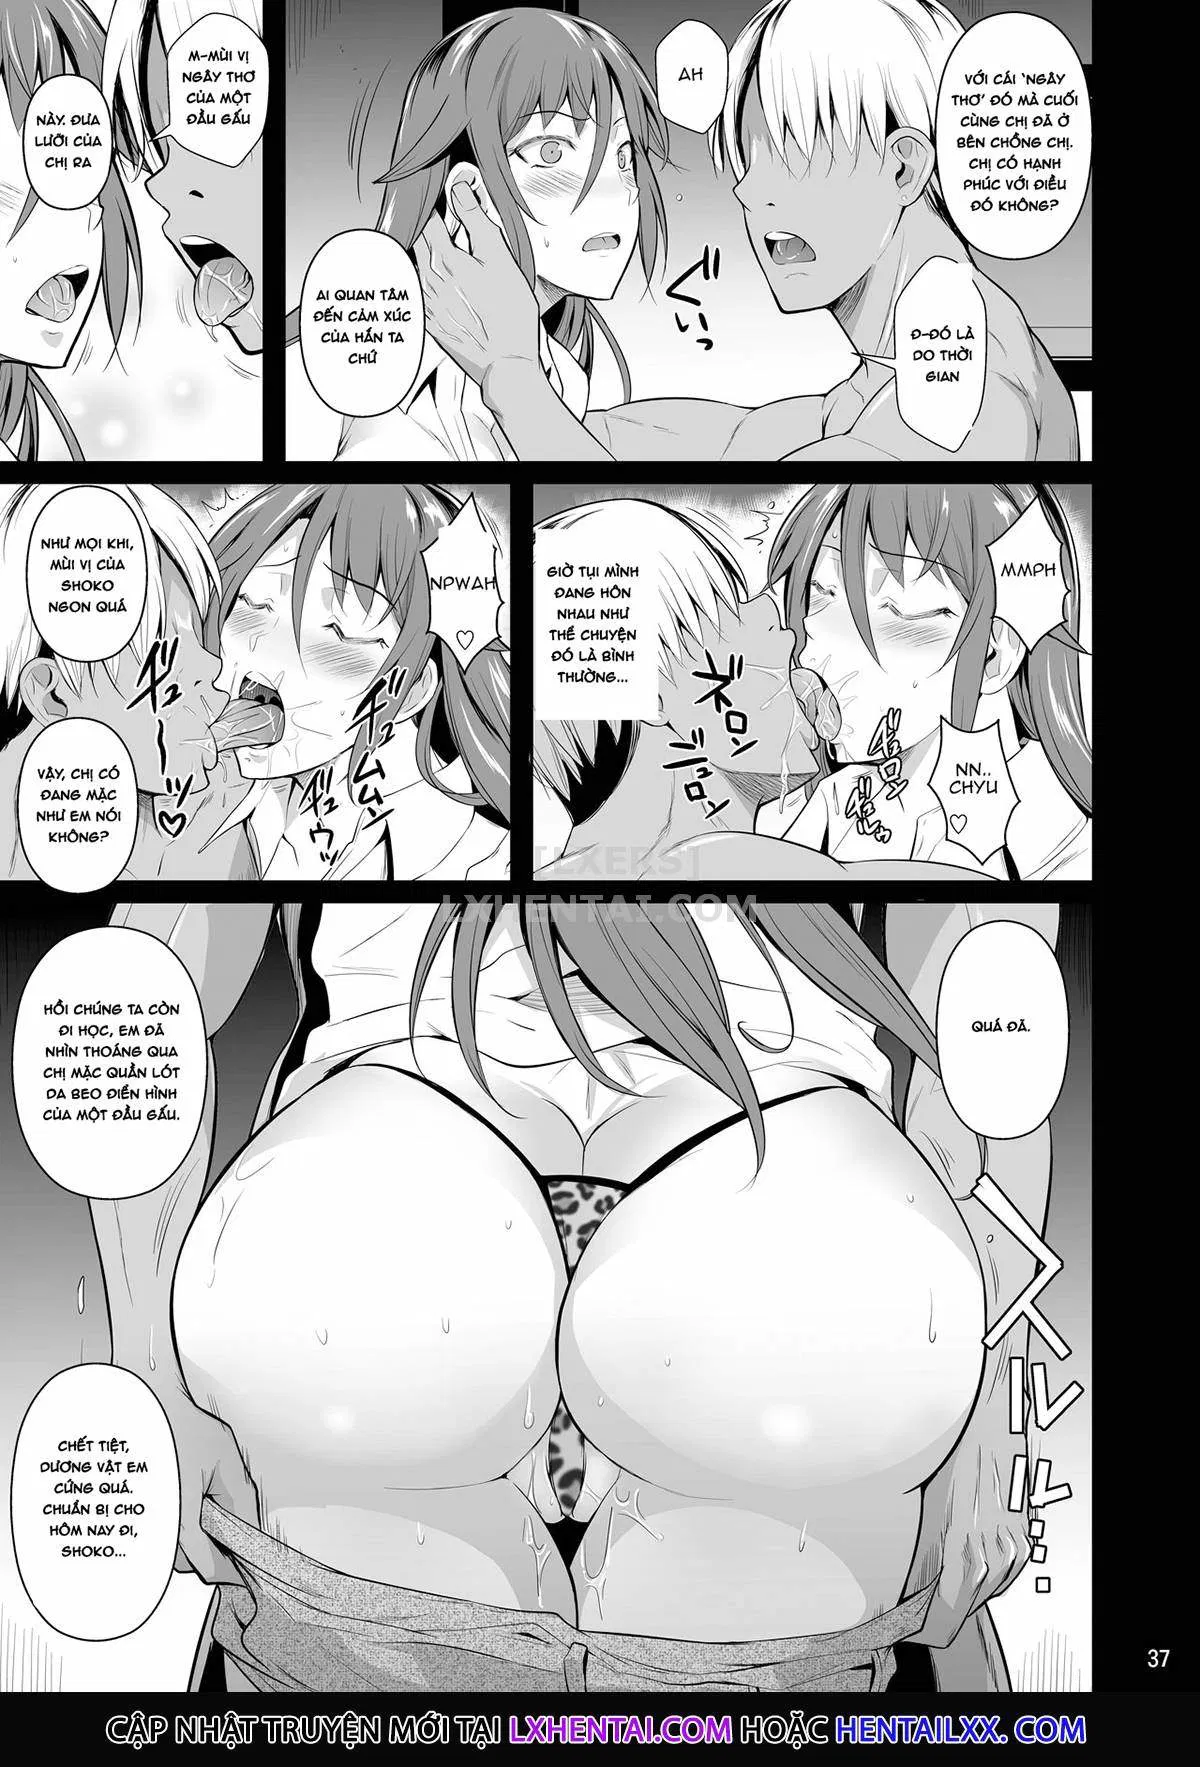 VỚI CÁI ‘NGÂY
THƠ’ ĐÓ MÀ CUỐI
CÙNG CHỊ ĐÃ Ở
BÊN CHỒNG CHỊ.
CHỊ CÓ HẠNH
PHÚC VỚI ĐIỀU
ĐÓ KHÔNG?
Đ-ĐÓ LÀ
DO THỜI
GIAN
AH
ぐいっ
AI QUAN TÂM
ĐẾN CẢM XÚC
CỦA HẮN TA
CHỨ
M-MÙI VỊ
NGÂY THƠ
CỦA MỘT
ĐẦU GẤU
NÀY. ĐƯA
LƯỠI CỦA
CHỊ RA
MMPH
GIỜ TỤI MÌNH
ĐANG HÔN
NHAU NHƯ
THỂ CHUYỆN
ĐÓ LÀ BÌNH
THƯỜNG...
NN..
CHYU
NPWAH
NHƯ MỌI KHI,
MÙI VỊ CỦA
SHOKO
NGON QUÁ
VẬY, CHỊ CÓ
ĐANG MẶC
NHƯ EM NÓI
KHÔNG?
[LXERS]
LXHENTAI.COM
QUÁ ĐÃ.
HỒI CHÚNG TA CÒN
ĐI HỌC, EM ĐÃ
NHÌN THOÁNG QUA
CHỊ MẶC QUẦN LÓT
DA BEO ĐIỂN HÌNH
CỦA MỘT ĐẦU GẤU.
CHẾT TIỆT,
DƯƠNG VẬT EM
CỨNG QUÁ.
CHUẨN BỊ CHO
HÔM NAY ĐI,
SHOKO...
37
CẬP NHẬT TRUYỆN MỚI TẠI LXHENTAI.COM HOẶC HENTAILXX. COM